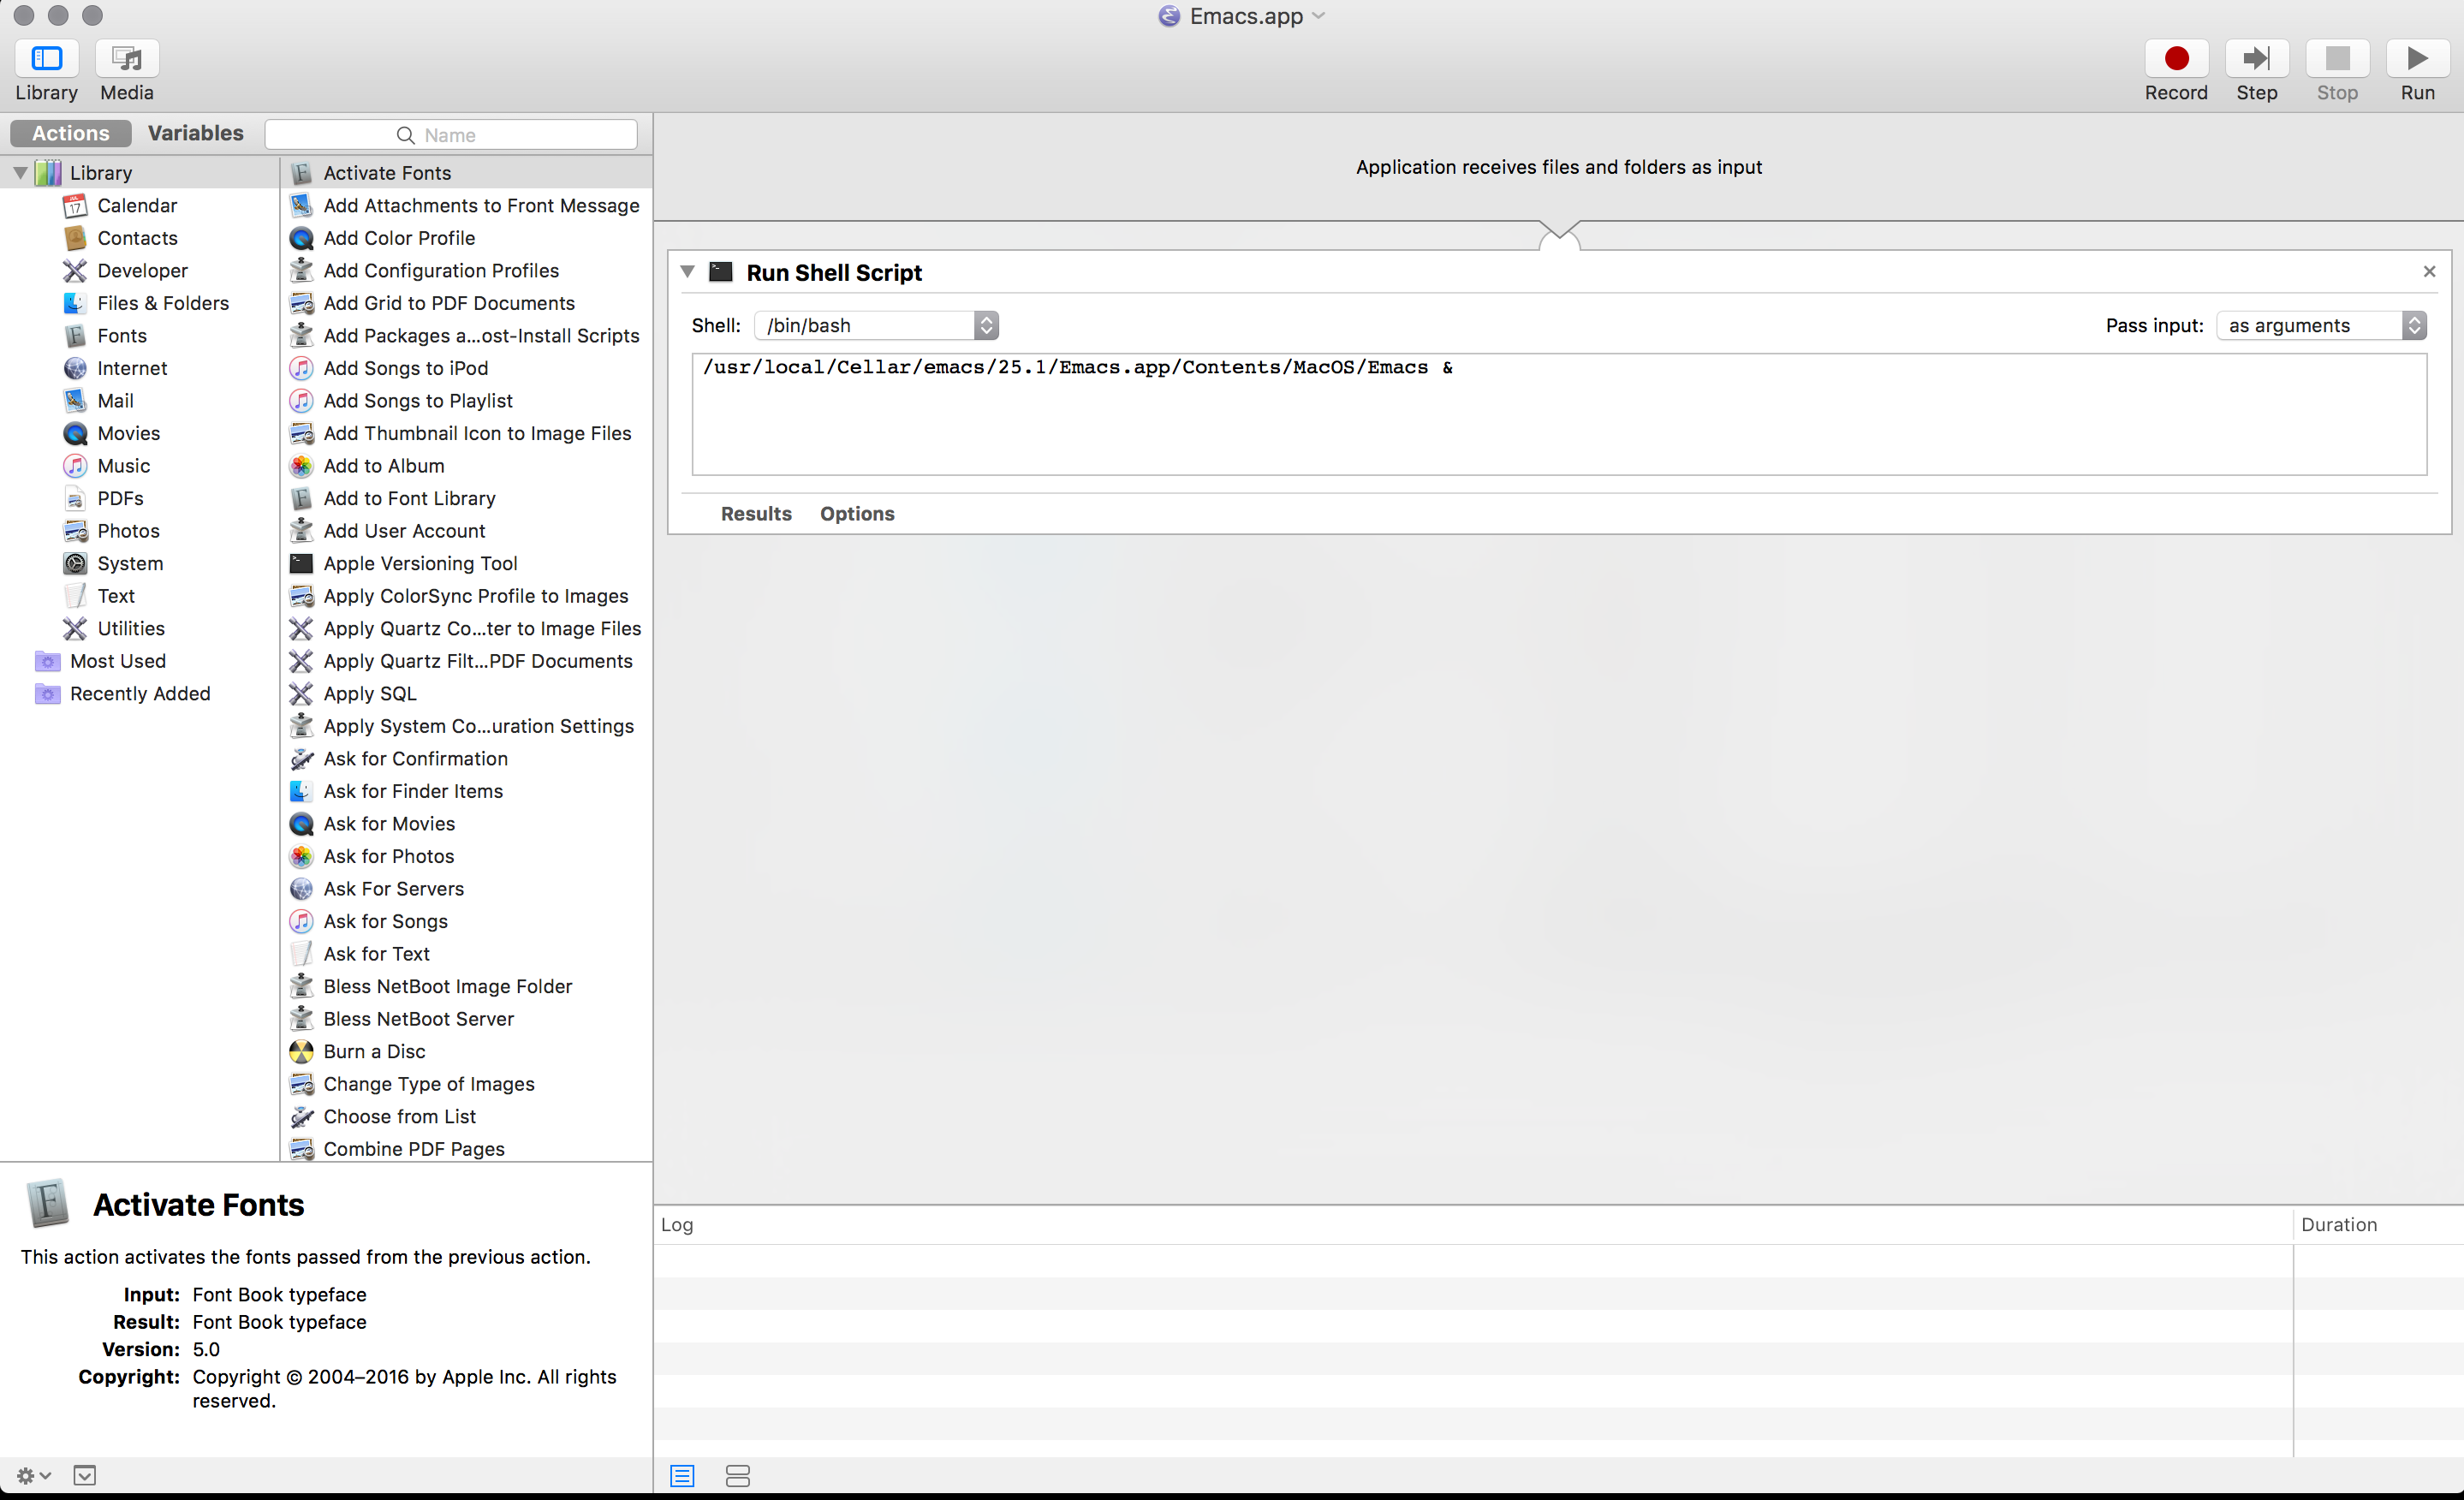 Emacs.app
Library
Media
Record
Step
Stop
Run
Actions
Variables
Name
Library
Calendar
Contacts
Developer
Files & Folders
Fonts
Internet
Mail
Movies
Music
PDFs
Photos
System
Text
Utilities
Most Used
Recently Added
Activate Fonts
Add Attachments to Front Message
Add Color Profile
Add Configuration Profiles
Add Grid to PDF Documents
Add Packages a...ost-Install Scripts
Add Songs to iPod
Add Songs to Playlist
Add Thumbnail Icon to Image Files
Add to Album
Add to Font Library
Add User Account
Apple Versioning Tool
Apply ColorSync Profile to Images
Apply Quartz Co...ter to Image Files
Apply Quartz Filt...PDF Documents
Apply SQL
Apply System Co...uration Settings
Ask for Confirmation
Ask for Finder Items
Ask for Movies
Ask for Photos
Ask For Servers
Ask for Songs
Ask for Text
Bless NetBoot Image Folder
Bless NetBoot Server
Burn a Disc
Change Type of Images
Choose from List
Combine PDF Pages
Activate Fonts
This action activates the fonts passed from the previous action.
Input: Font Book typeface
Result: Font Book typeface
Version: 5.0
Copyright: Copyright © 2004–2016 by Apple Inc. All rights
reserved.
Application receives files and folders as input
Run Shell Script
Shell: /bin/bash
Pass input: as arguments
/usr/local/Cellar/emacs/25.1/Emacs.app/Contents/MacOS/Emacs &
Results
Options
Log
Duration